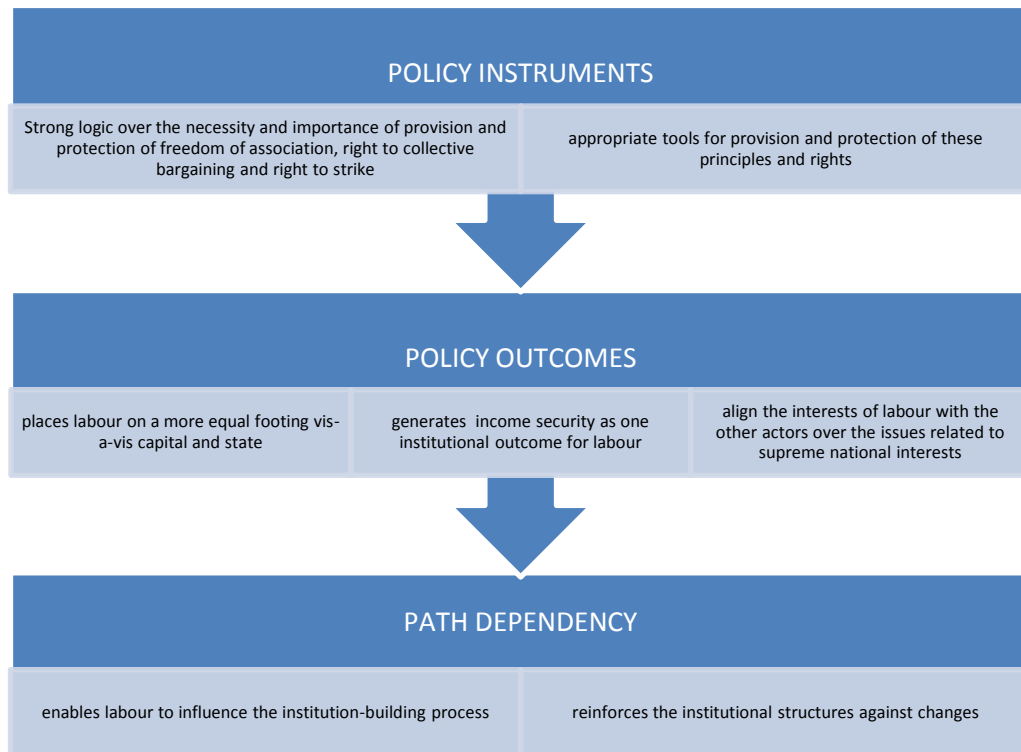 POLICY INSTRUMENTS
Strong logic over the necessity and importance of provision and
protection of freedom of association, right to collective
bargaining and right to strike
appropriate tools for provision and protection of these
principles and rights
POLICY OUTCOMES
places labour on a more equal footing vis-
a-vis capital and state
generates  income security as one
institutional outcome for labour
align the interests of labour with the
other actors over the issues related to
supreme national interests
PATH DEPENDENCY
enables labour to influence the institution-building process
reinforces the institutional structures against changes